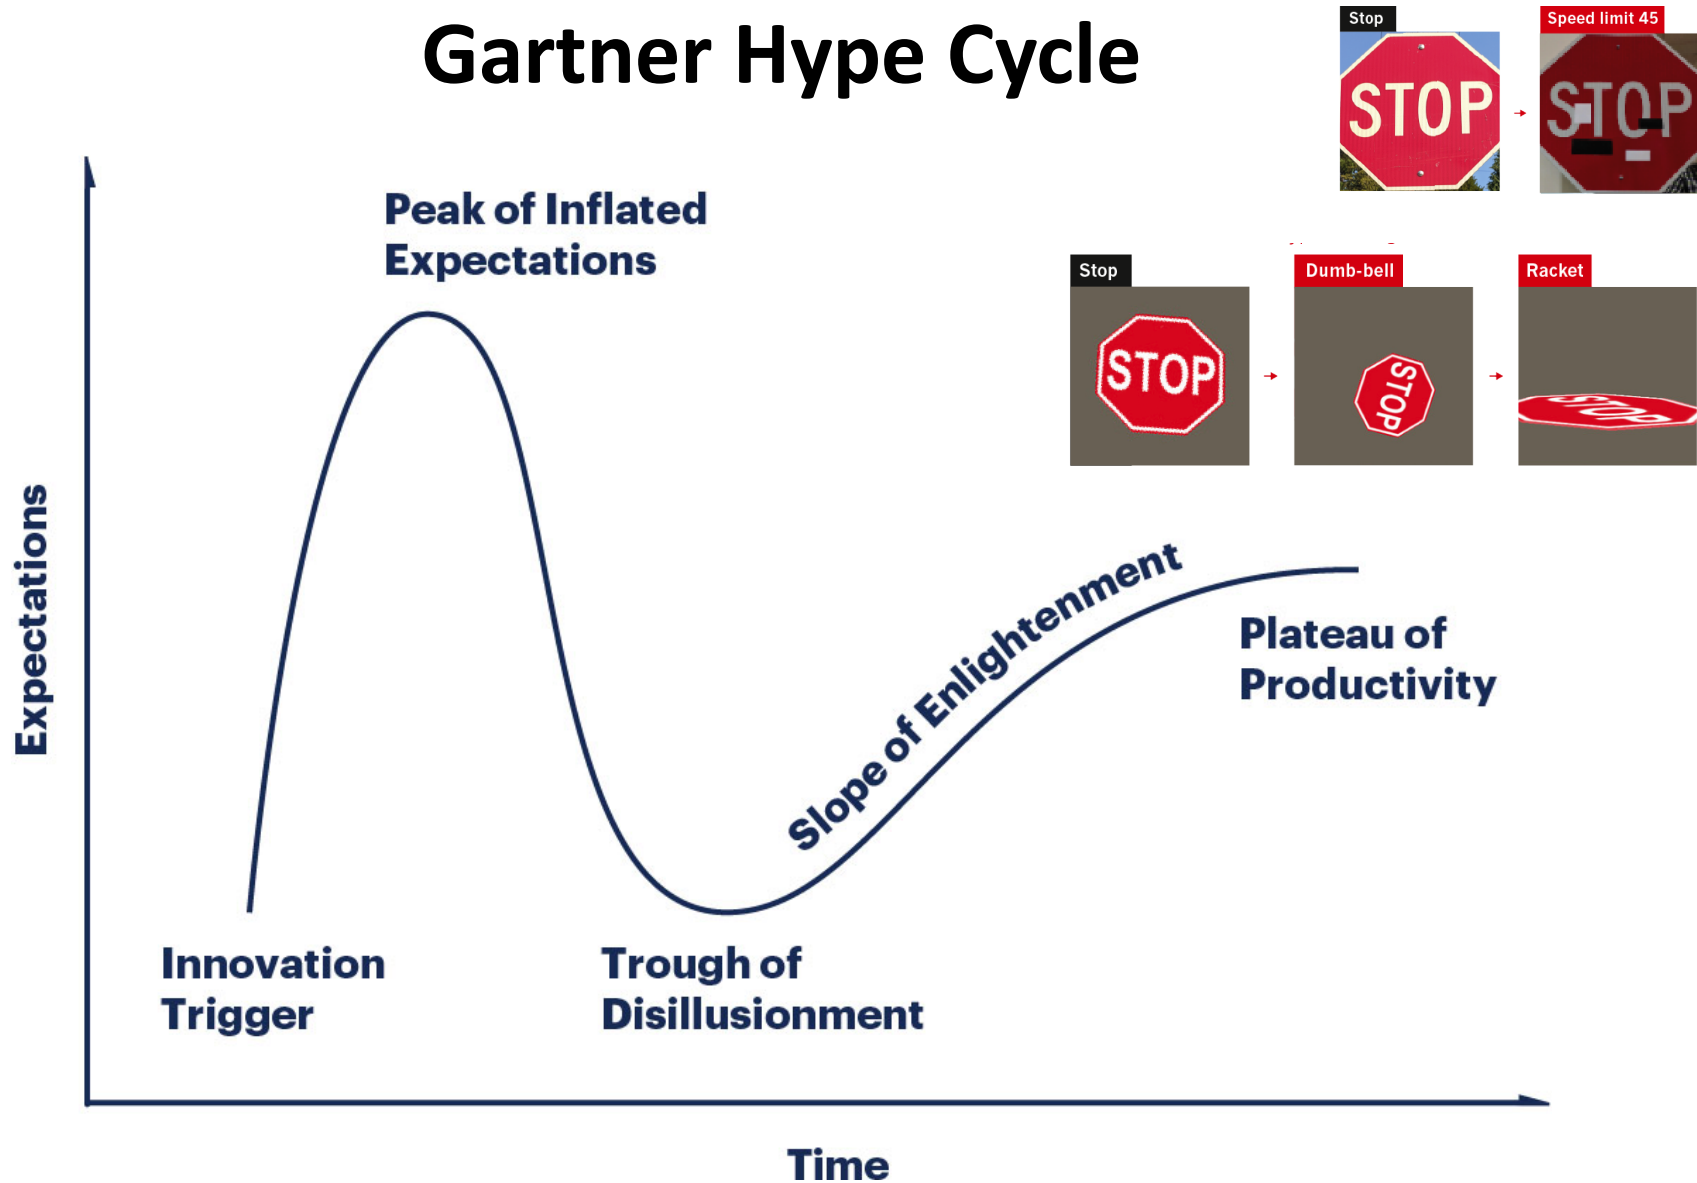 Gartner Hype Cycle
Stop
Speed limit 45
STOP
STOP
Peak of Inflated
Expectations
Stop
Dumb-bell
Racket
STOP
STOP
STOP
Expectations
Slope of Enlightenment
Plateau of
Productivity
Innovation
Trigger
Trough of
Disillusionment
Time